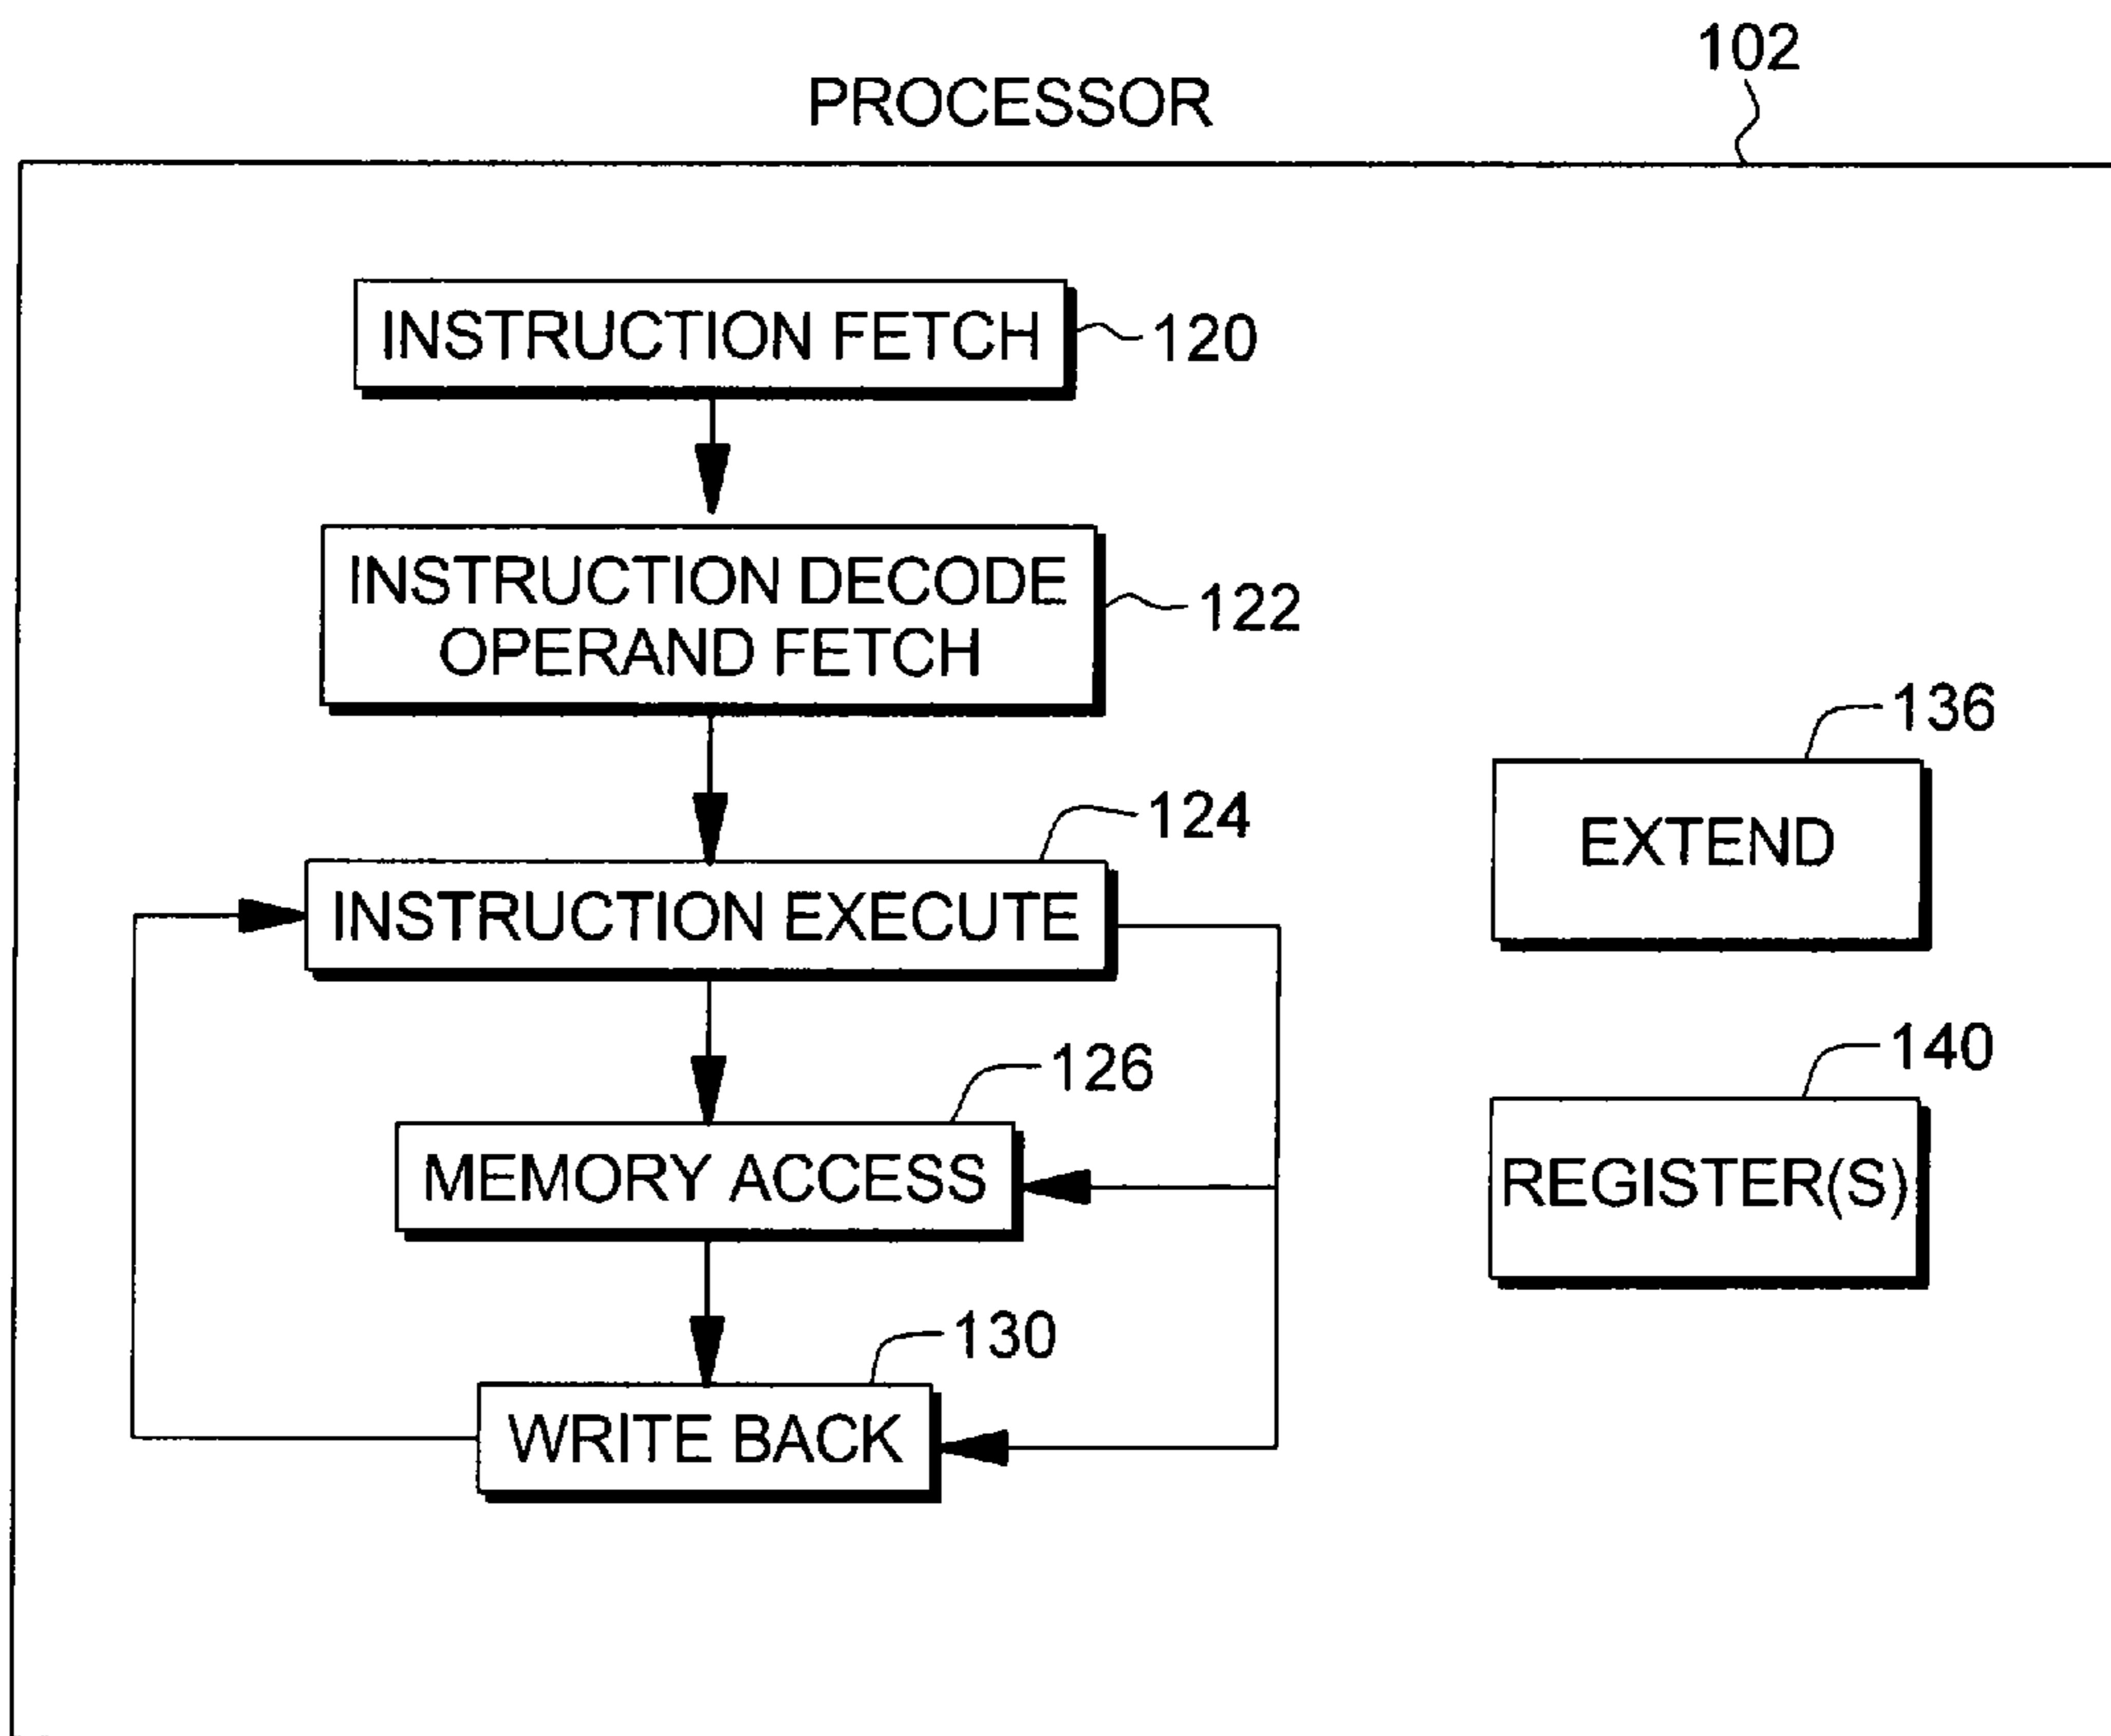 102
PROCESSOR
INSTRUCTION FETCH
120
INSTRUCTION DECODE
OPERAND FETCH
122
136
EXTEND
124
INSTRUCTION EXECUTE
140
REGISTER(S)
126
MEMORY ACCESS
130
WRITE BACK